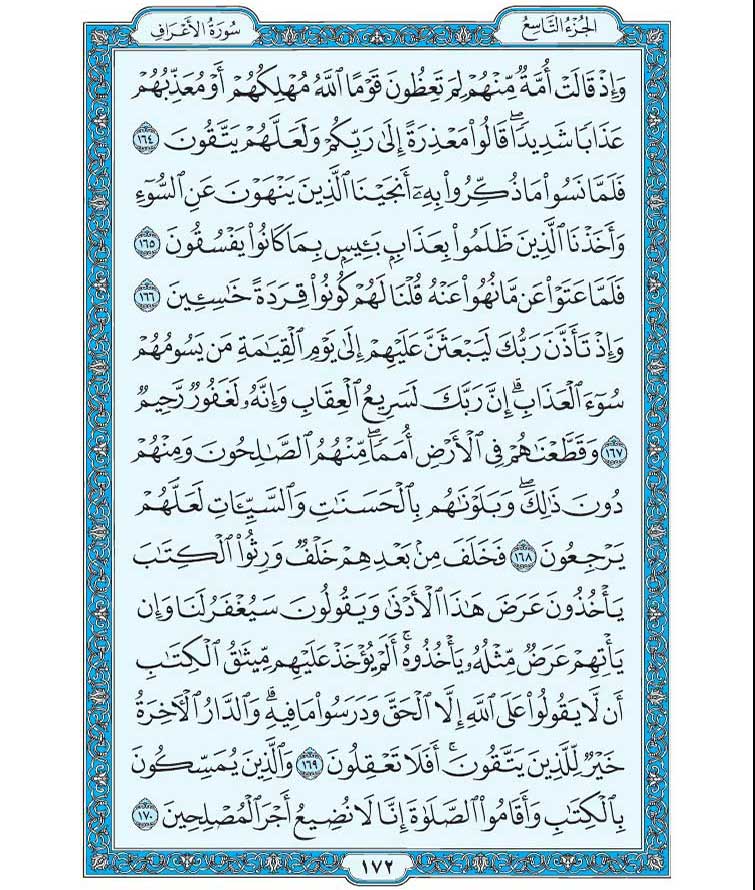 الجُزْءُ التَّاسِعُ
سُورَةُ الأَعْرَافِ
وَإِذْ قَالَتْ أُمَّةٌ مِّنْهُمْ لِمَ تَعِظُونَ قَوْمًا ٱللَّهُ مُهْلِكُهُمْ أَوْ مُعَذِّبُهُمْ
عَذَابًا شَدِيدًاۖ قَالُوا۟ مَعْذِرَةً إِلَىٰ رَبِّكُمْ وَلَعَلَّهُمْ يَتَّقُونَ ١٦٤
فَلَمَّا نَسُوا۟ مَا ذُكِّرُوا۟ بِهِۦٓ أَنجَيْنَا ٱلَّذِينَ يَنْهَوْنَ عَنِ ٱلسُّوٓءِ
وَأَخَذْنَا ٱلَّذِينَ ظَلَمُوا۟ بِعَذَابِۭ بَـِٔيسِۭ بِمَا كَانُوا۟ يَفْسُقُونَ ١٦٥
فَلَمَّا عَتَوْا۟ عَن مَّا نُهُوا۟ عَنْهُ قُلْنَا لَهُمْ كُونُوا۟ قِرَدَةً خَـٰسِـِٔينَ ١٦٦
وَإِذْ تَأَذَّنَ رَبُّكَ لَيَبْعَثَنَّ عَلَيْهِمْ إِلَىٰ يَوْمِ ٱلْقِيَـٰمَةِ مَن يَسُومُهُمْ
سُوٓءَ ٱلْعَذَابِۗ إِنَّ رَبَّكَ لَسَرِيعُ ٱلْعِقَابِ وَإِنَّهُۥ لَغَفُورٌ رَّحِيمٌ
١٦٧ وَقَطَّعْنَـٰهُمْ فِى ٱلْأَرْضِ أُمَمًاۖ مِّنْهُمُ ٱلصَّـٰلِحُونَ وَمِنْهُمْ
دُونَ ذَٰلِكَۖ وَبَلَوْنَـٰهُم بِٱلْحَسَنَـٰتِ وَٱلسَّيِّـَٔاتِ لَعَلَّهُمْ
يَرْجِعُونَ ١٦٨ فَخَلَفَ مِنۢ بَعْدِهِمْ خَلْفٌ وَرِثُوا۟ ٱلْكِتَـٰبَ
يَأْخُذُونَ عَرَضَ هَـٰذَا ٱلْأَدْنَىٰ وَيَقُولُونَ سَيُغْفَرُ لَنَا وَإِن
يَأْتِهِمْ عَرَضٌ مِّثْلُهُۥ يَأْخُذُوهُۚ أَلَمْ يُؤْخَذْ عَلَيْهِم مِّيثَـٰقُ ٱلْكِتَـٰبِ
أَن لَّا يَقُولُوا۟ عَلَى ٱللَّهِ إِلَّا ٱلْحَقَّ وَدَرَسُوا۟ مَا فِيهِۗ وَٱلدَّارُ ٱلْـَٔاخِرَةُ
خَيْرٌ لِّلَّذِينَ يَتَّقُونَۚ أَفَلَا تَعْقِلُونَ ١٦٩ وَٱلَّذِينَ يُمَسِّكُونَ
بِٱلْكِتَـٰبِ وَأَقَامُوا۟ ٱلصَّلَوٰةَ إِنَّا لَا نُضِيعُ أَجْرَ ٱلْمُصْلِحِينَ ١٧٠
١٧٢